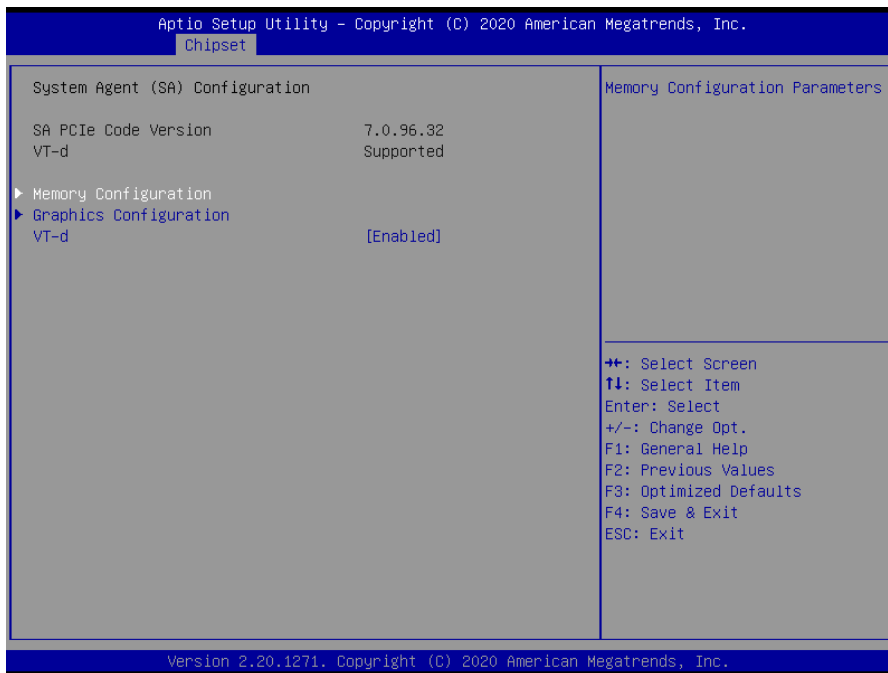 Aptio Setup Utility – Copyright (C) 2020 American Megatrends, Inc.
Chipset
System Agent (SA) Configuration
SA PCIe Code Version 7.0.96.32
VT-d Supported
Memory Configuration
Graphics Configuration
VT-d [Enabled]
Memory Configuration Parameters
→←: Select Screen
↑↓: Select Item
Enter: Select
+/-: Change Opt.
F1: General Help
F2: Previous Values
F3: Optimized Defaults
F4: Save & Exit
ESC: Exit
Version 2.20.1271. Copyright (C) 2020 American Megatrends, Inc.